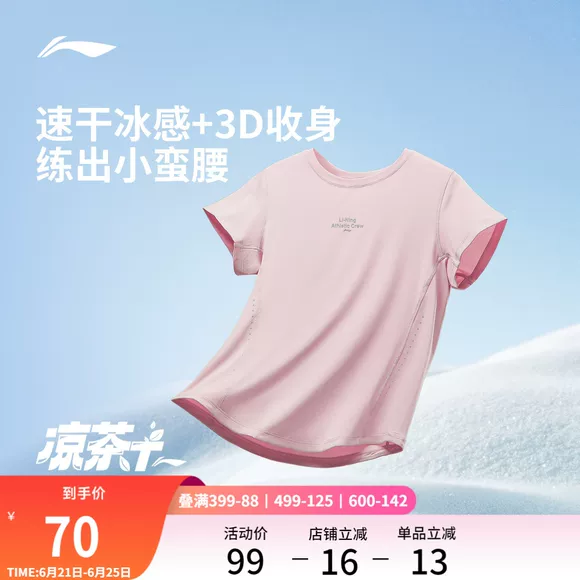 速干冰感+3D收身
练出小蛮腰
LI-NING
Athletic Crew
凉茶
到手价
¥
70
TIME:6月21日-6月25日
叠满399-88 | 499-125 | 600-142
活动价
店铺立减
单品立减
99 - 16 - 13